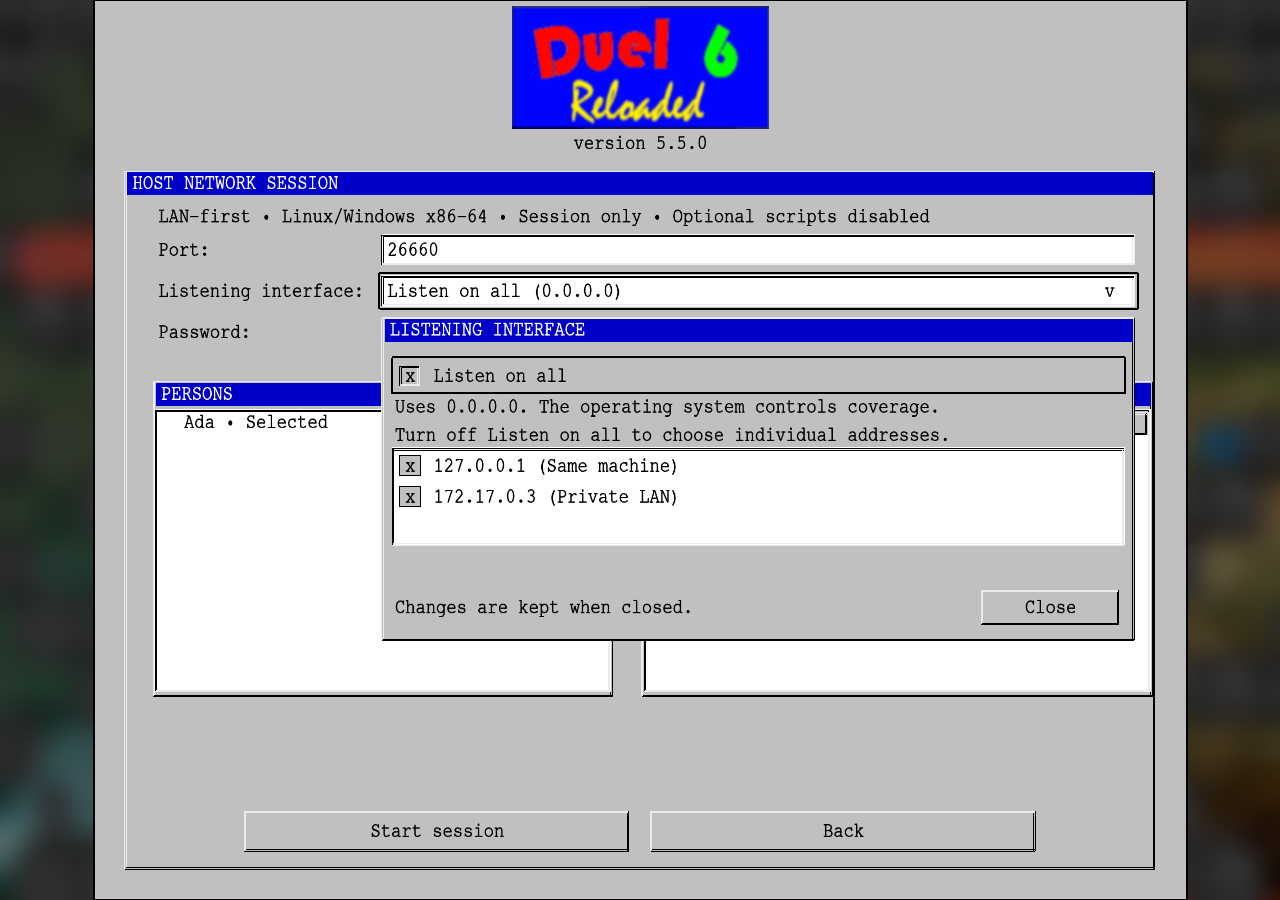 Duel 6
Reloaded
version 5.5.0
HOST NETWORK SESSION
LAN-first • Linux/Windows x86-64 • Session only • Optional scripts disabled
Port: 26660
Listening interface: Listen on all (0.0.0.0) v
Password:
LISTENING INTERFACE
x Listen on all
Uses 0.0.0.0. The operating system controls coverage.
Turn off Listen on all to choose individual addresses.
x 127.0.0.1 (Same machine)
x 172.17.0.3 (Private LAN)
Changes are kept when closed. Close
PERSONS
Ada • Selected
Start session Back